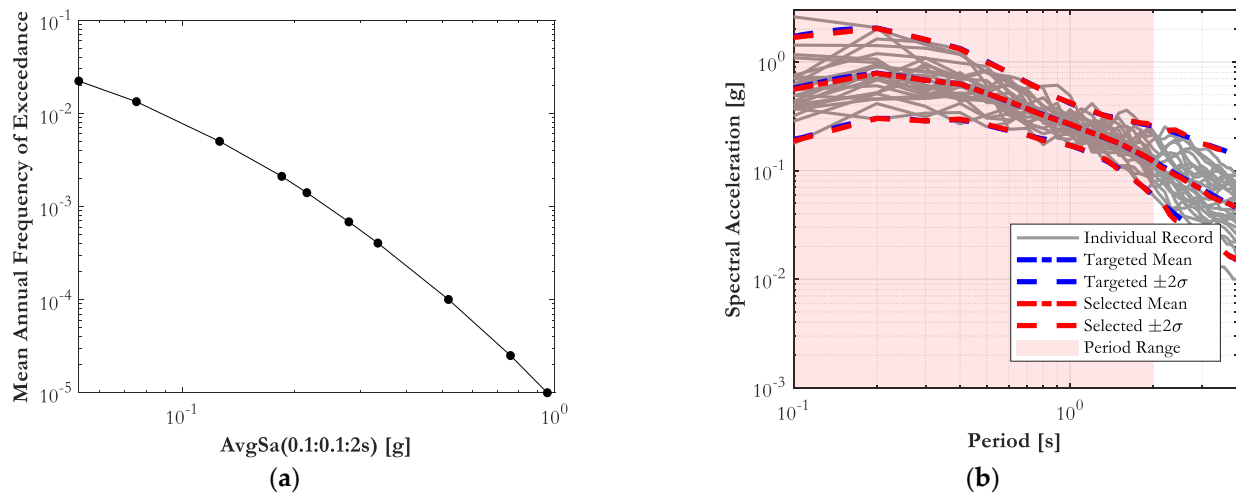 Mean Annual Frequency of Exceedance
10^-1
10^-2
10^-3
10^-4
10^-5
10^-1
10^0
AvgSa(0.1:0.1:2s) [g]
(a)
Spectral Acceleration [g]
10^0
10^-1
10^-2
10^-3
10^-1
10^0
Period [s]
Individual Record
Targeted Mean
Targeted ±2σ
Selected Mean
Selected ±2σ
Period Range
(b)